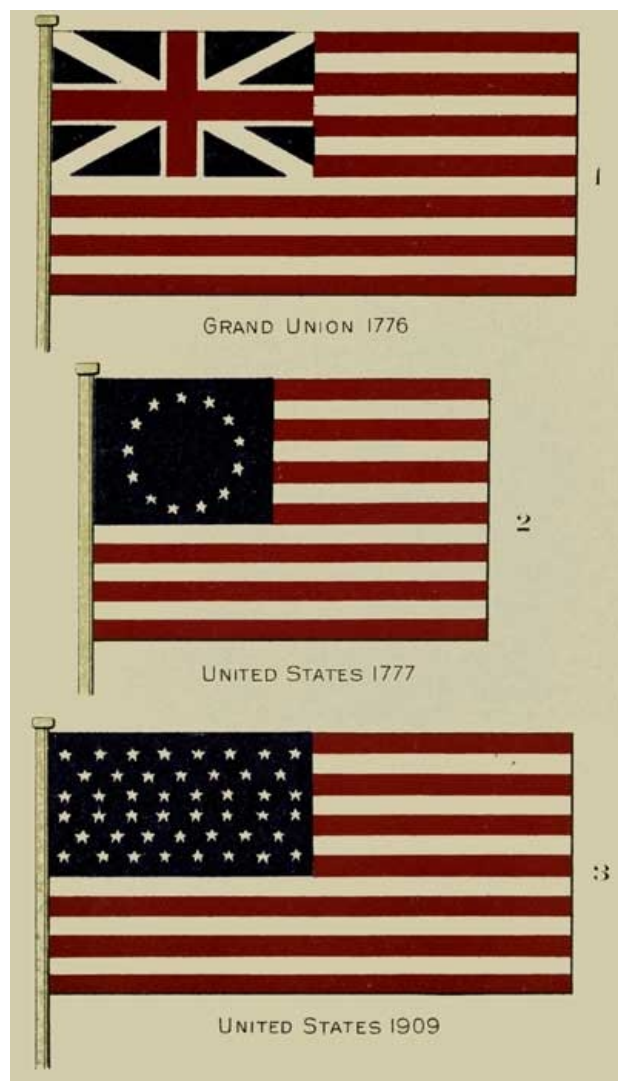 1
GRAND UNION 1776
2
UNITED STATES 1777
3
UNITED STATES 1909